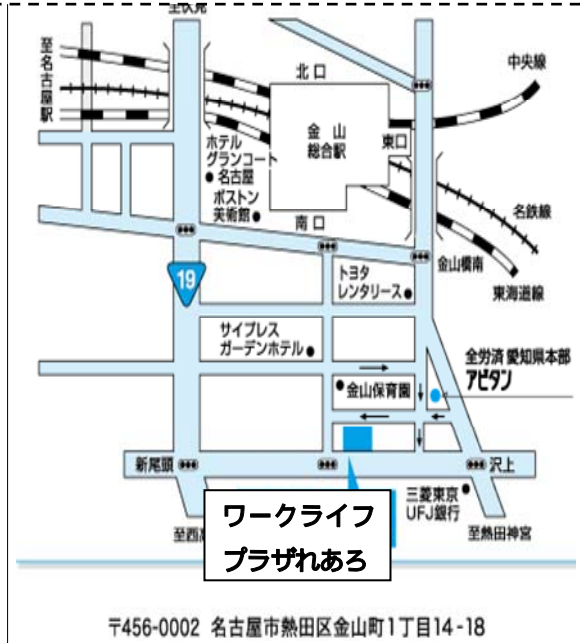 至伏見
至名古屋駅
北口
中央線
金山
総合駅
東口
ホテル
グランコート
名古屋
ボストン
美術館
南口
名鉄線
金山橋南
東海道線
19
トヨタ
レンタリース
サイプレス
ガーデンホテル
全労済 愛知県本部
アピタン
金山保育園
新尾頭
沢上
三菱東京
UFJ銀行
ワークライフ
プラザれあろ
至熱田神宮
〒456-0002 名古屋市熱田区金山町1丁目14-18